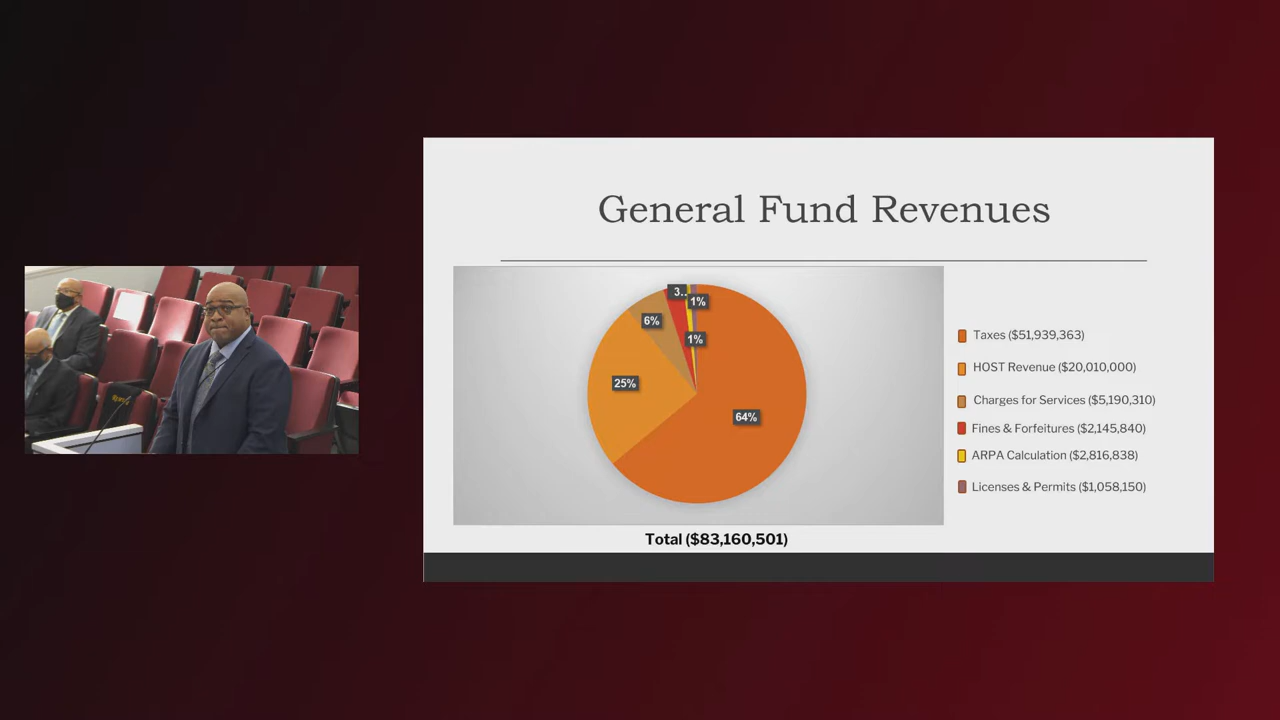 General Fund Revenues
3..
1%
6%
1%
25%
64%
Taxes ($51,939,363)
HOST Revenue ($20,010,000)
Charges for Services ($5,190,310)
Fines & Forfeitures ($2,145,840)
ARPA Calculation ($2,816,838)
Licenses & Permits ($1,058,150)
Total ($83,160,501)